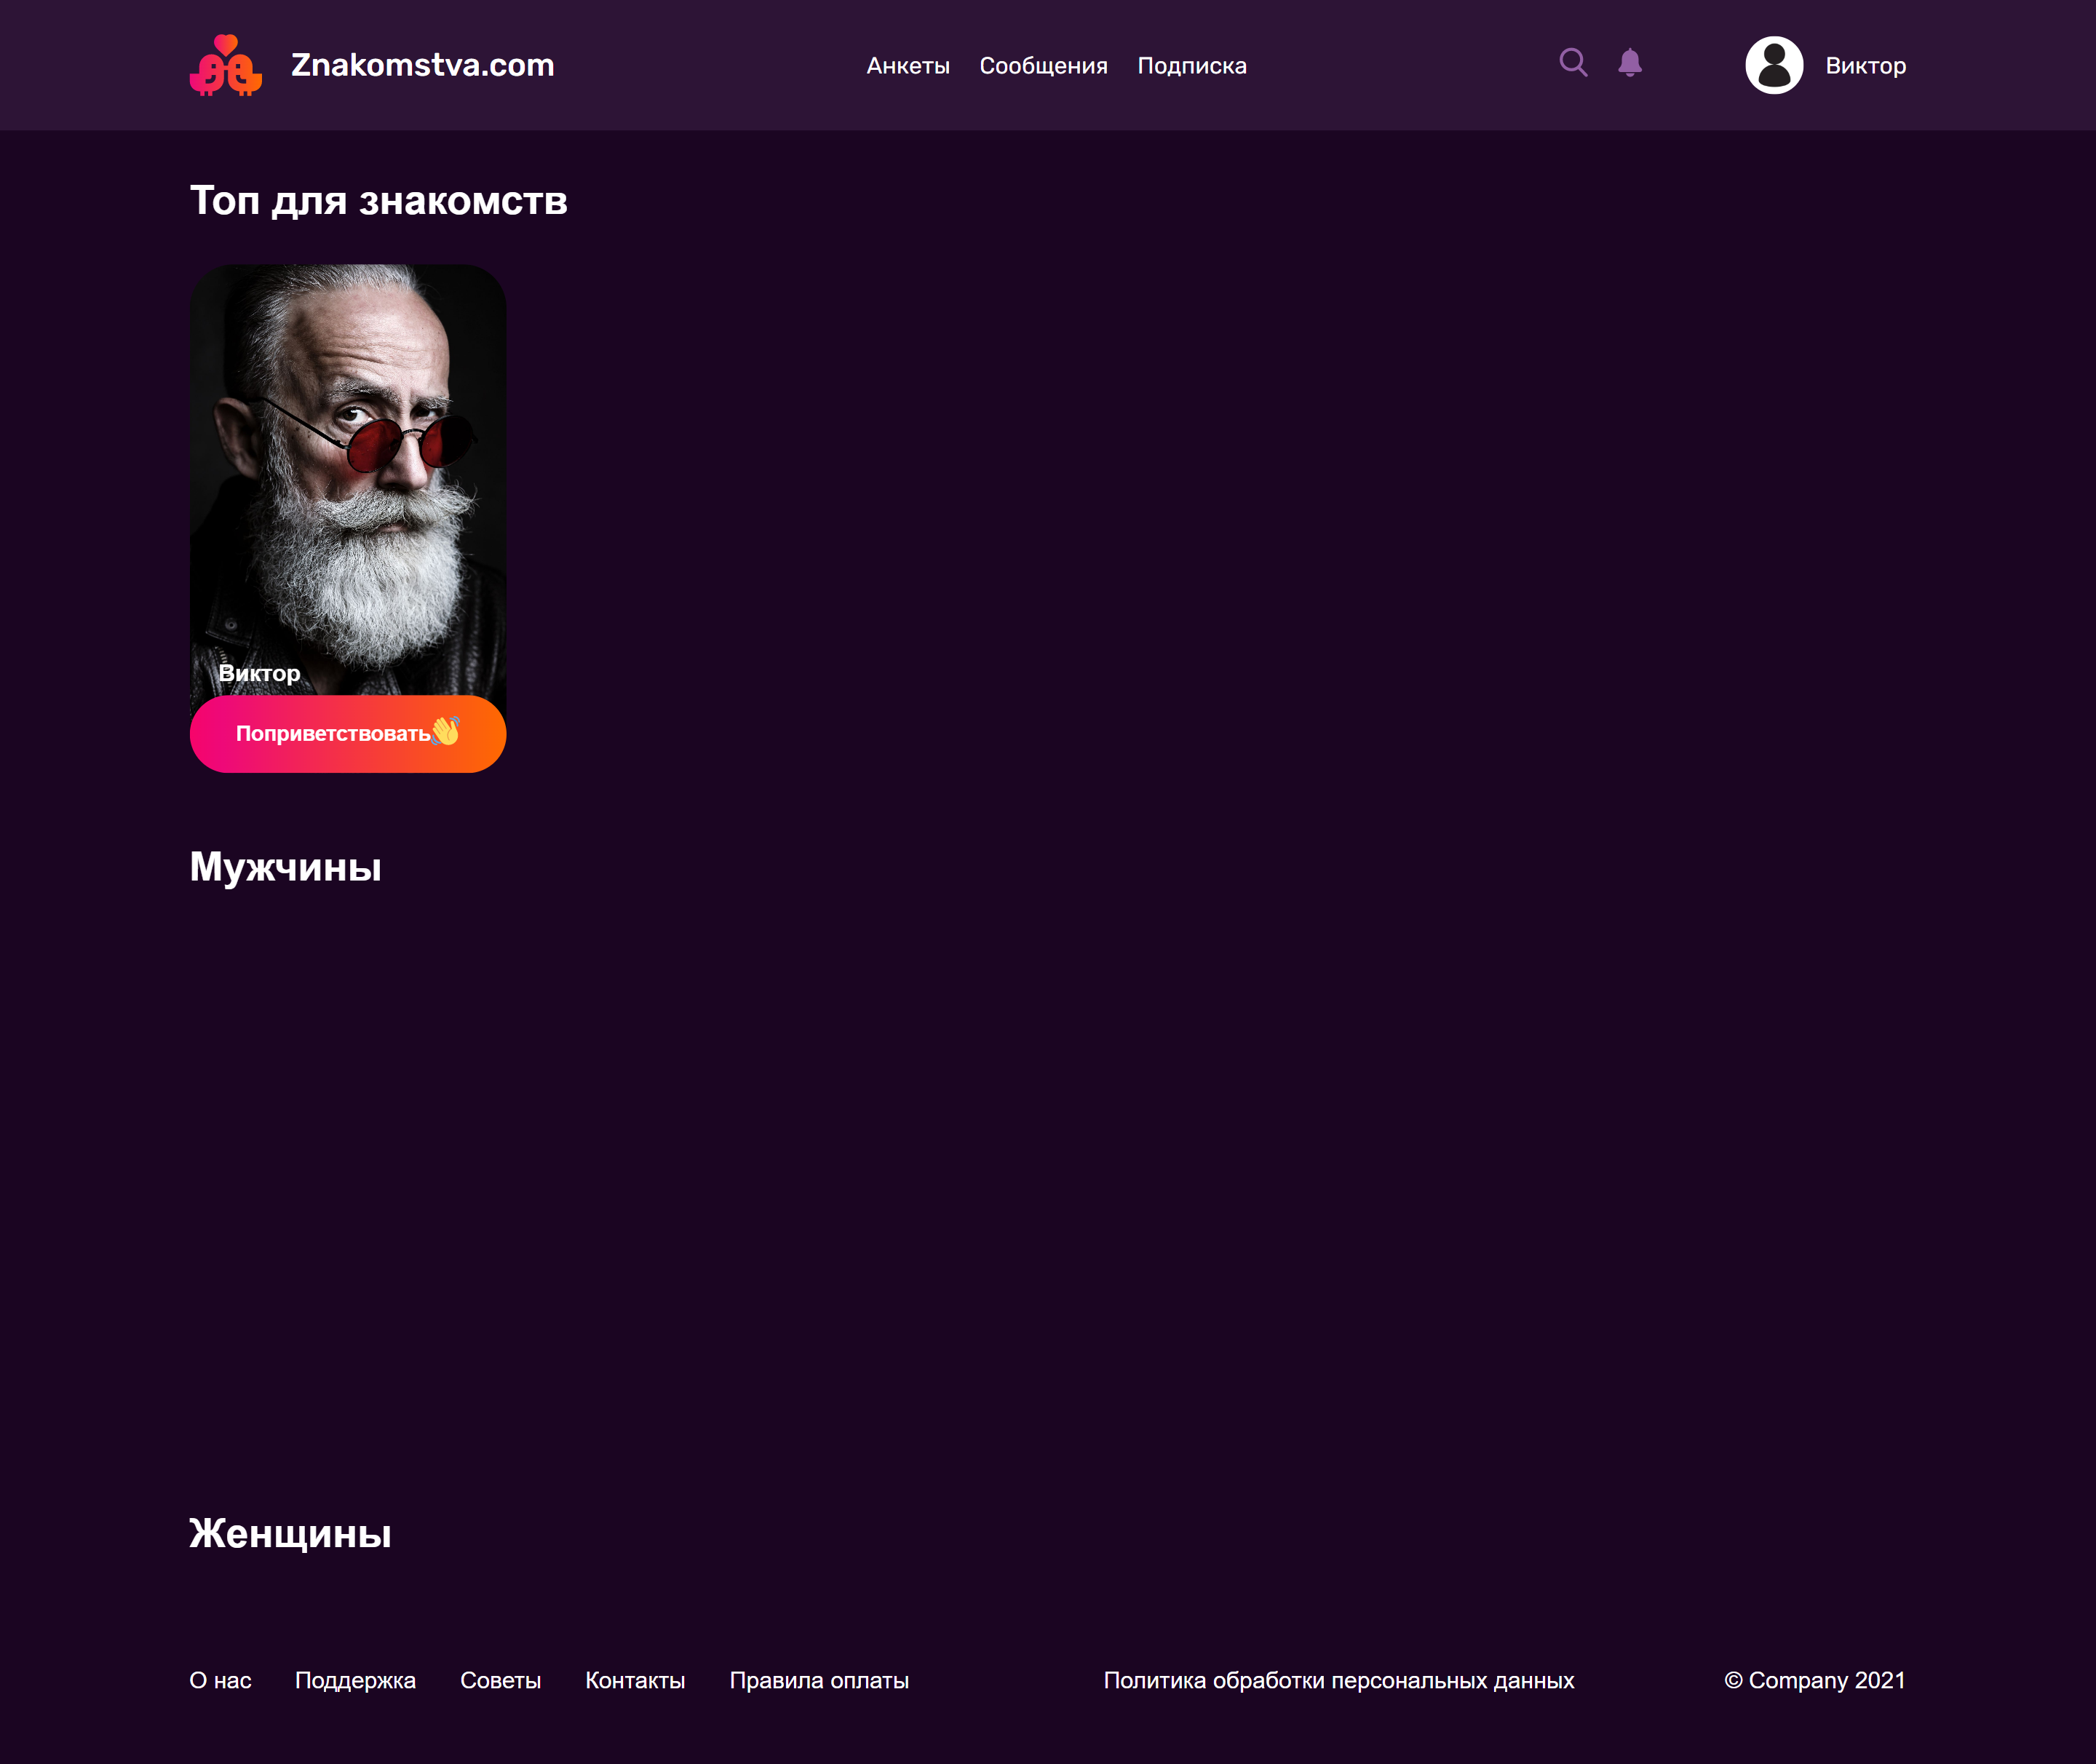 Znakomstva.com
Анкеты Сообщения Подписка
Виктор
Топ для знакомств
Виктор
Поприветствовать👋
Мужчины
Женщины
О нас Поддержка Советы Контакты Правила оплаты Политика обработки персональных данных © Company 2021